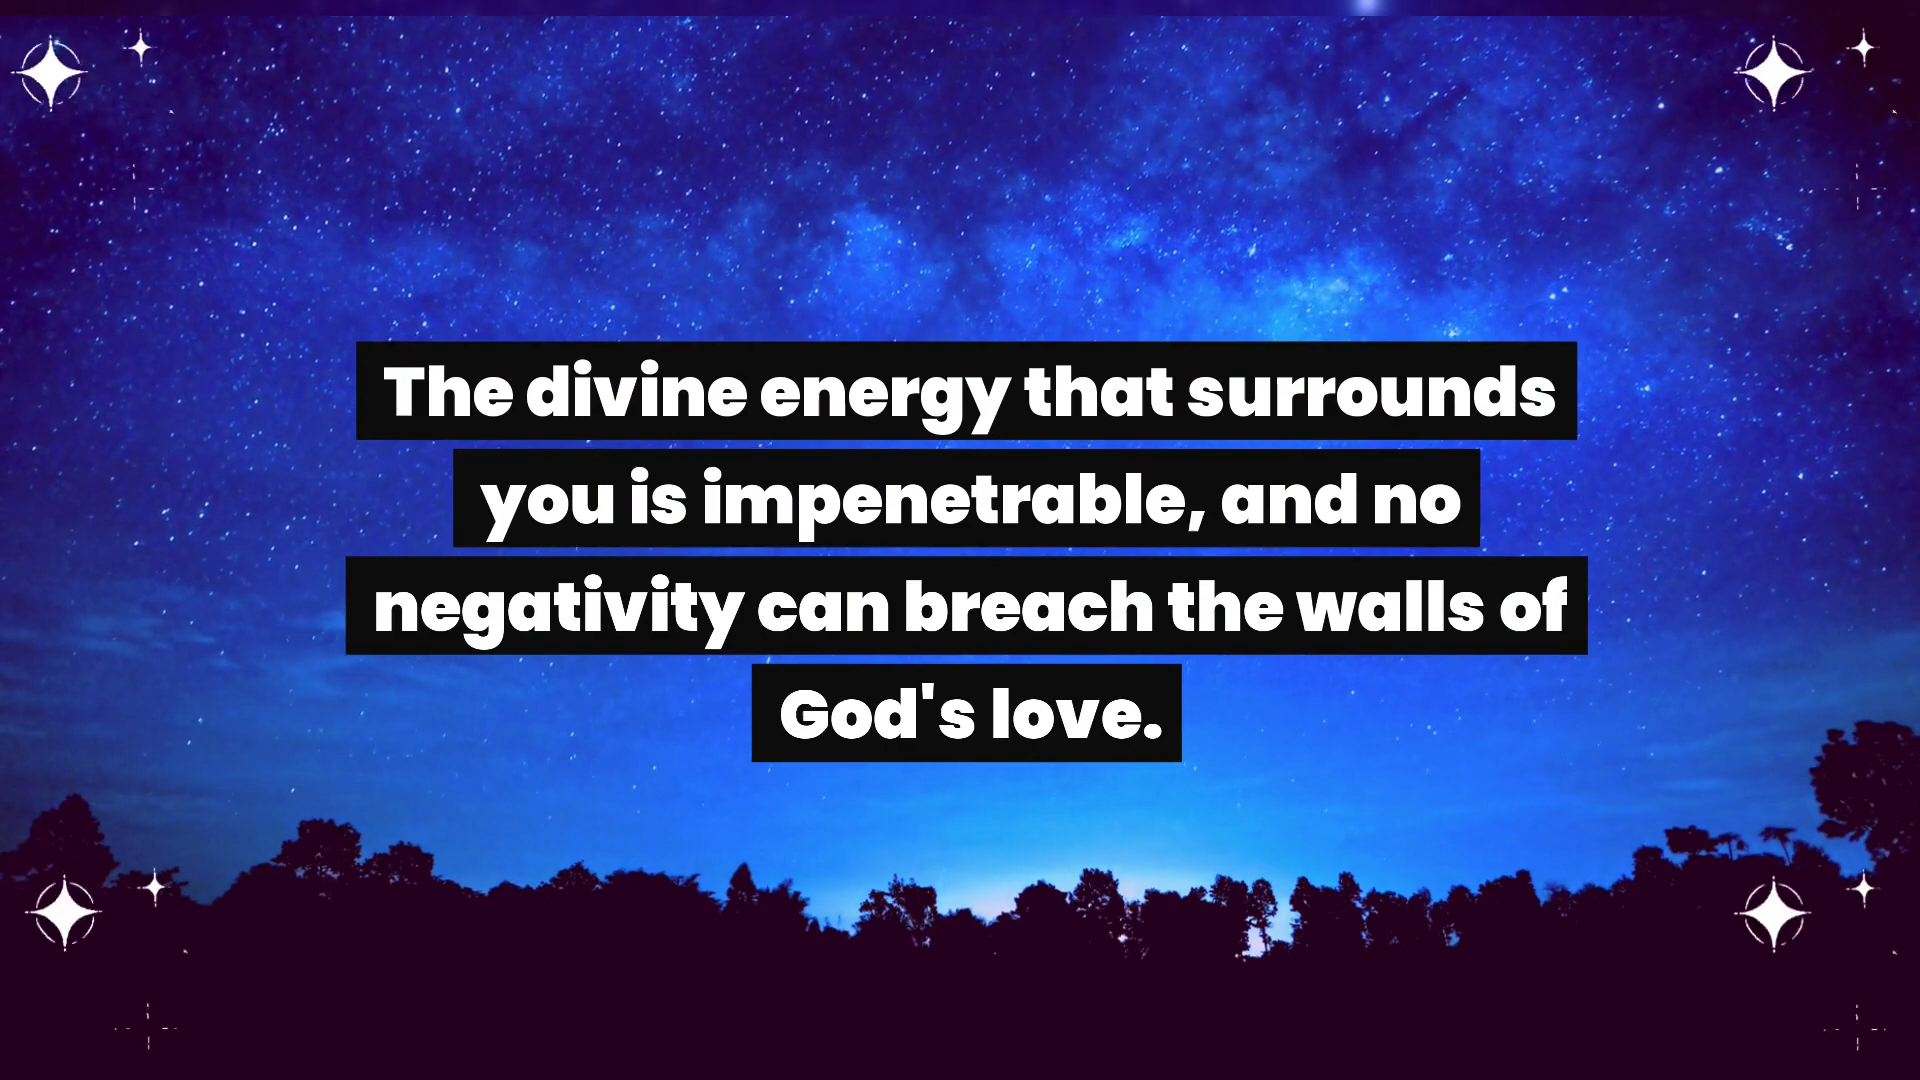 The divine energy that surrounds
you is impenetrable, and no
negativity can breach the walls of
God's love.